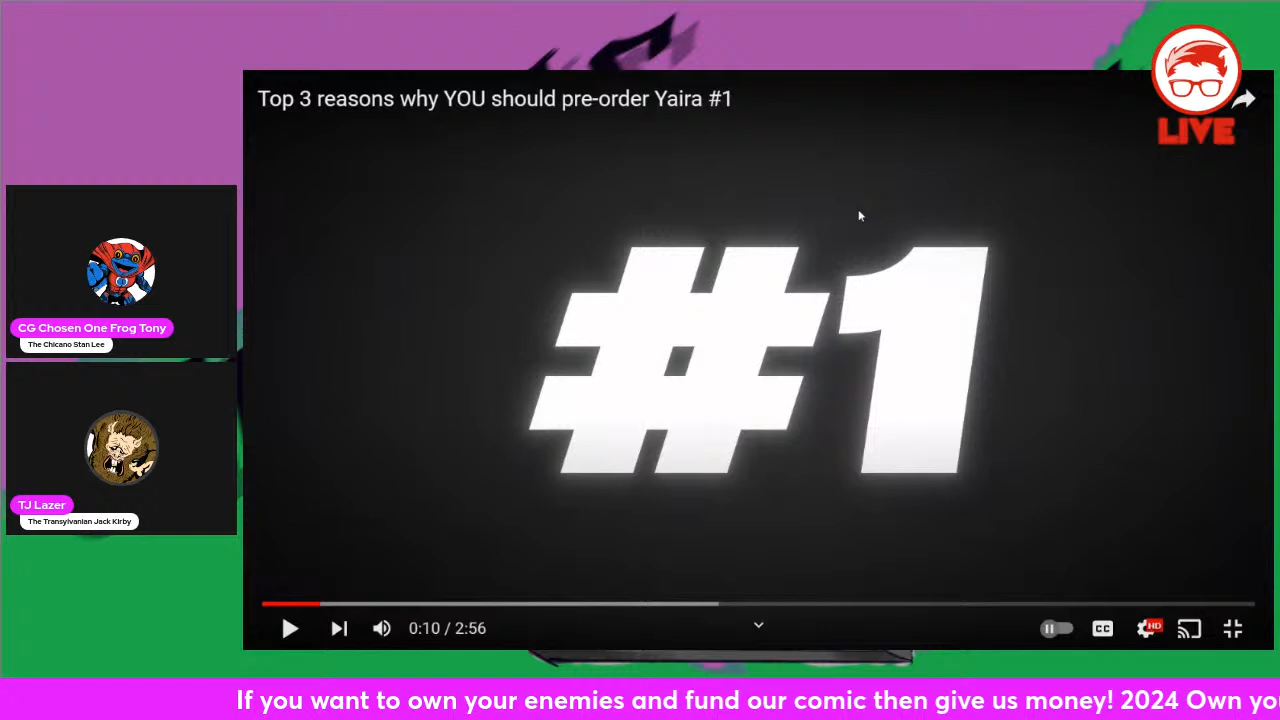 Top 3 reasons why YOU should pre-order Yaira #1
LIVE
#1
CG Chosen One Frog Tony
The Chicano Stan Lee
TJ Lazer
The Transylvanian Jack Kirby
0:10 / 2:56
CC
HD
If you want to own your enemies and fund our comic then give us money! 2024 Own yo